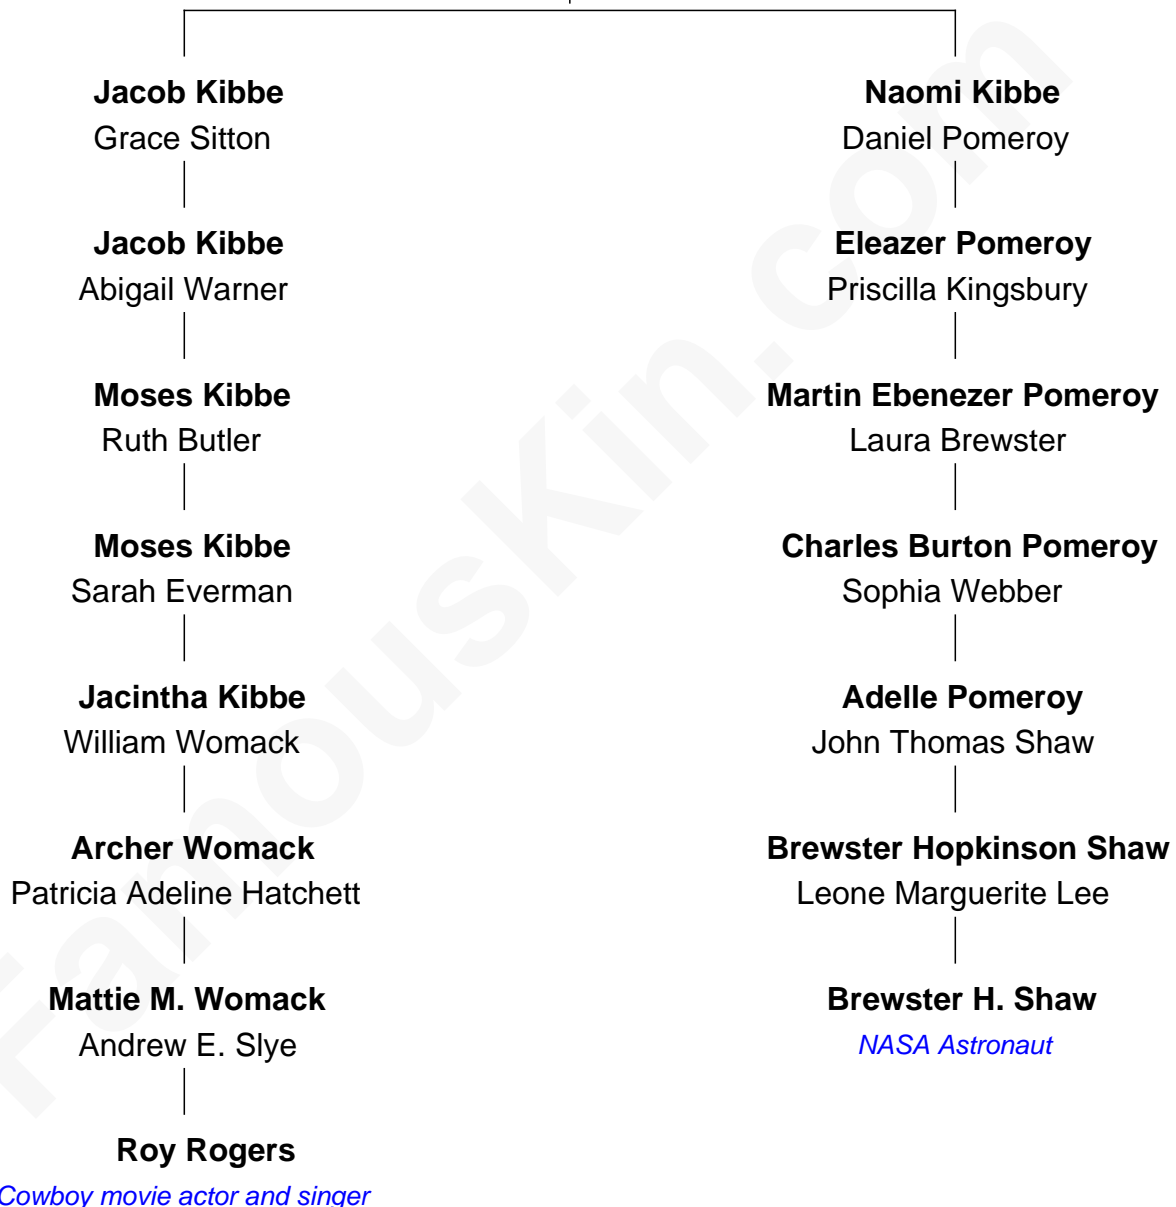 Jacob Kibbe
Grace Sitton
Jacob Kibbe
Abigail Warner
Moses Kibbe
Ruth Butler
Moses Kibbe
Sarah Everman
Jacintha Kibbe
William Womack
Archer Womack
Patricia Adeline Hatchett
Mattie M. Womack
Andrew E. Slye
Roy Rogers
Cowboy movie actor and singer
Naomi Kibbe
Daniel Pomeroy
Eleazer Pomeroy
Priscilla Kingsbury
Martin Ebenezer Pomeroy
Laura Brewster
Charles Burton Pomeroy
Sophia Webber
Adelle Pomeroy
John Thomas Shaw
Brewster Hopkinson Shaw
Leone Marguerite Lee
Brewster H. Shaw
NASA Astronaut
FamousKin.com